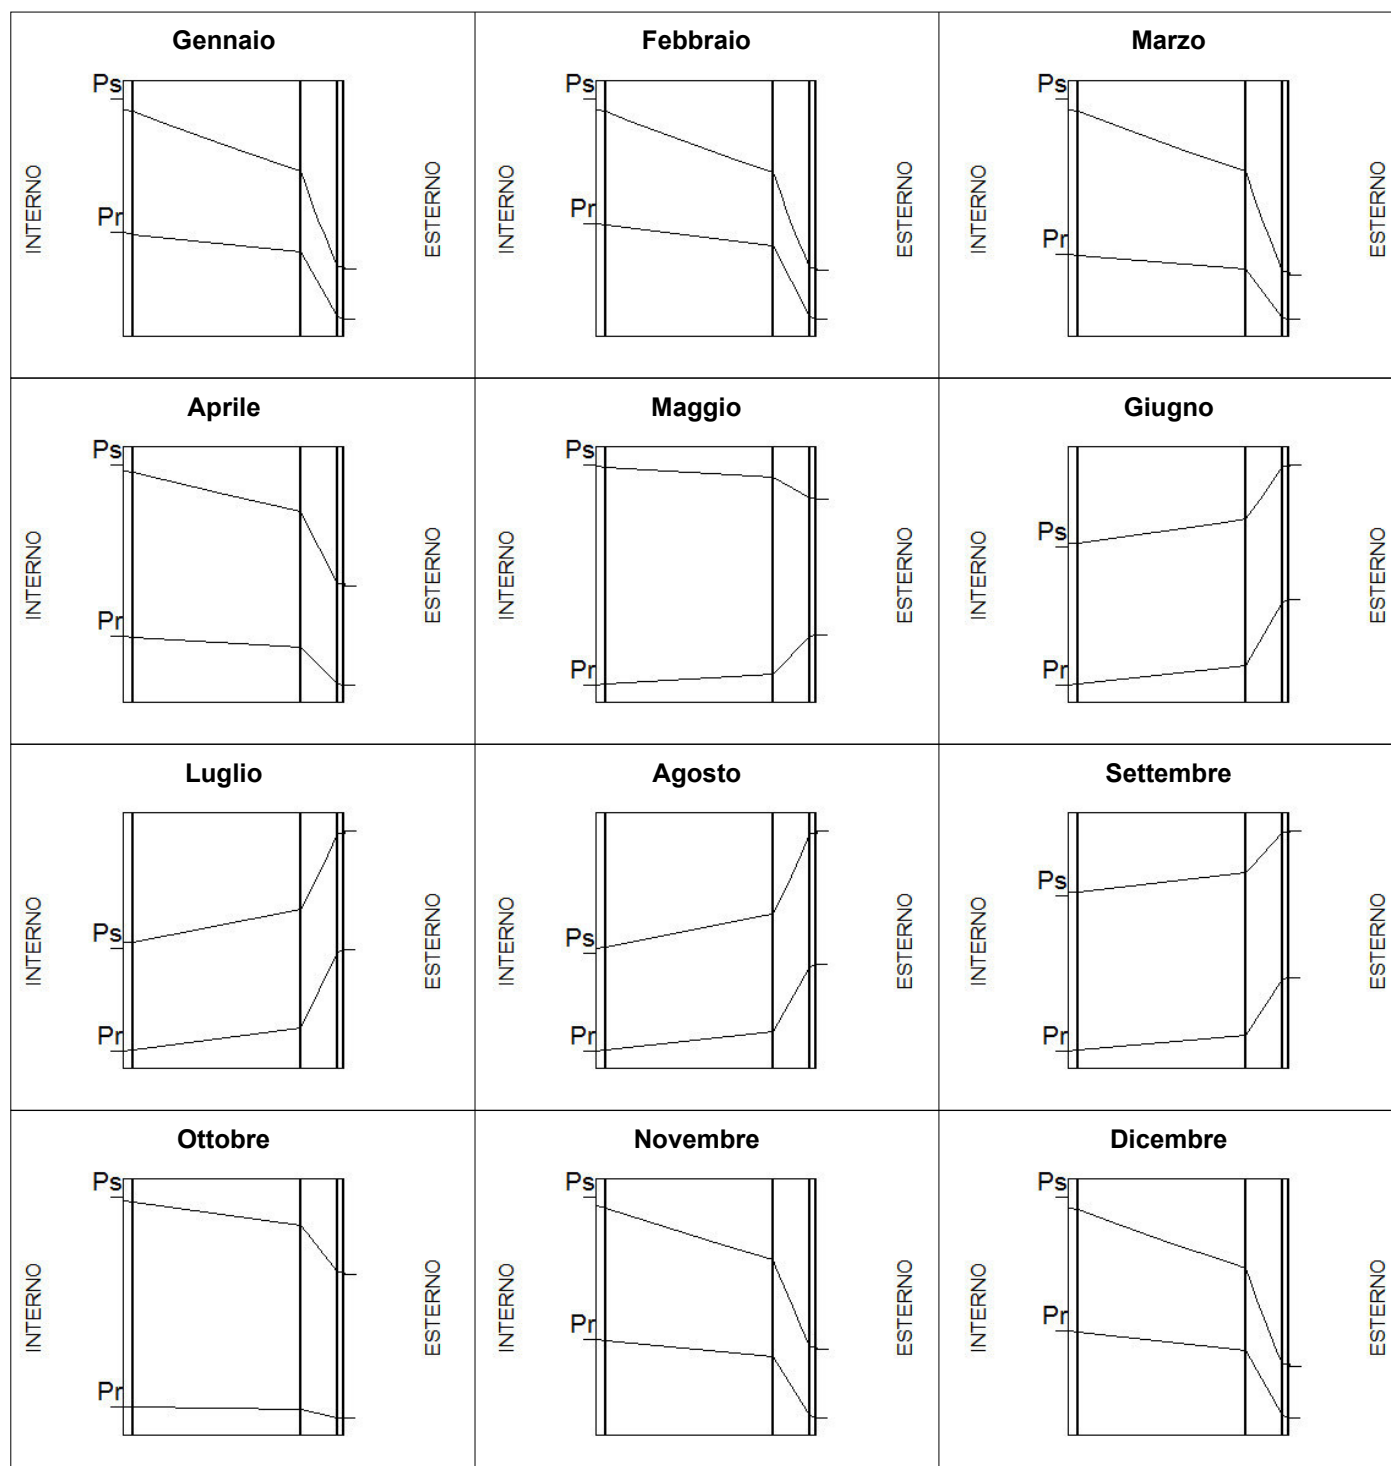 Gennaio
Ps
Pr
INTERNO
ESTERNO
Febbraio
Ps
Pr
INTERNO
ESTERNO
Marzo
Ps
Pr
INTERNO
ESTERNO
Aprile
Ps
Pr
INTERNO
ESTERNO
Maggio
Ps
Pr
INTERNO
ESTERNO
Giugno
Ps
Pr
INTERNO
ESTERNO
Luglio
Ps
Pr
INTERNO
ESTERNO
Agosto
Ps
Pr
INTERNO
ESTERNO
Settembre
Ps
Pr
INTERNO
ESTERNO
Ottobre
Ps
Pr
INTERNO
ESTERNO
Novembre
Ps
Pr
INTERNO
ESTERNO
Dicembre
Ps
Pr
INTERNO
ESTERNO